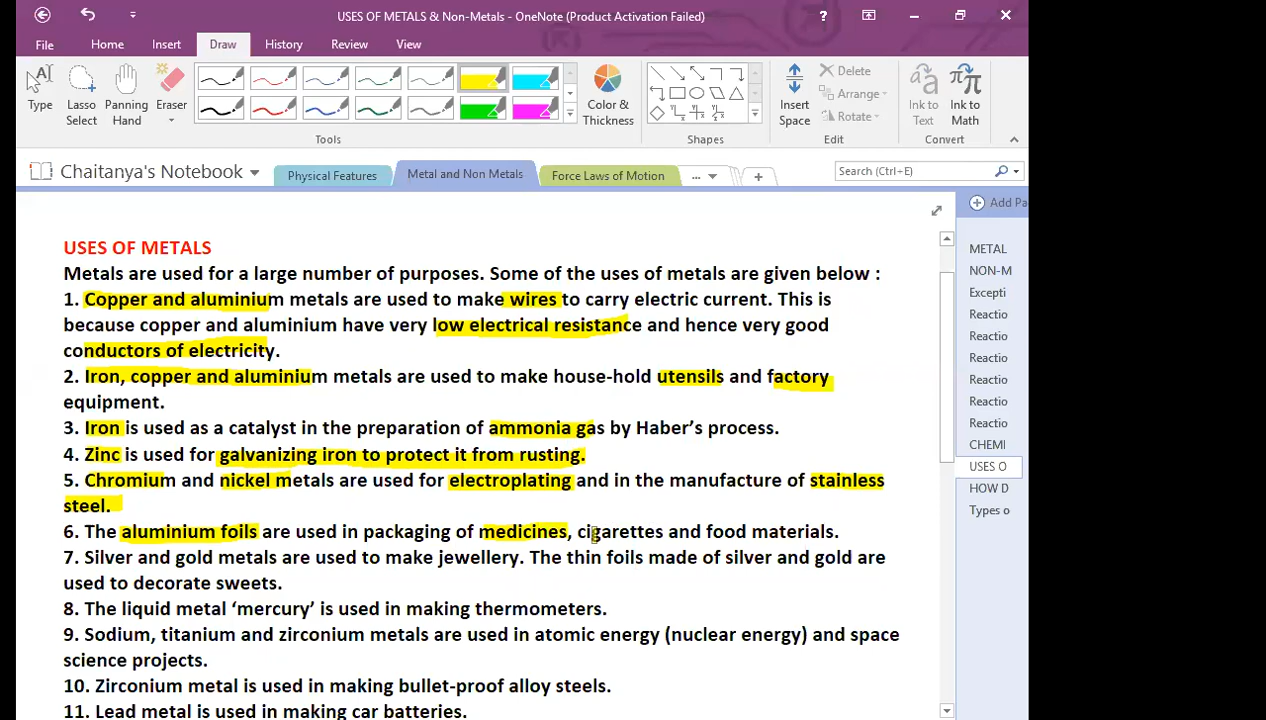 USES OF METALS & Non-Metals - OneNote (Product Activation Failed)
?
File Home Insert Draw History Review View
Type
Lasso Select
Panning Hand
Eraser
Color & Thickness
Insert Space
Delete
Arrange
Rotate
Ink to Text
Ink to Math
Tools Shapes Edit Convert
Chaitanya's Notebook Physical Features Metal and Non Metals Force Laws of Motion ... + Search (Ctrl+E)
Add Pa
USES OF METALS
Metals are used for a large number of purposes. Some of the uses of metals are given below :
1. Copper and aluminium metals are used to make wires to carry electric current. This is
because copper and aluminium have very low electrical resistance and hence very good
conductors of electricity.
2. Iron, copper and aluminium metals are used to make house-hold utensils and factory
equipment.
3. Iron is used as a catalyst in the preparation of ammonia gas by Haber's process.
4. Zinc is used for galvanizing iron to protect it from rusting.
5. Chromium and nickel metals are used for electroplating and in the manufacture of stainless
steel.
6. The aluminium foils are used in packaging of medicines, cigarettes and food materials.
7. Silver and gold metals are used to make jewellery. The thin foils made of silver and gold are
used to decorate sweets.
8. The liquid metal ‘mercury’ is used in making thermometers.
9. Sodium, titanium and zirconium metals are used in atomic energy (nuclear energy) and space
science projects.
10. Zirconium metal is used in making bullet-proof alloy steels.
11. Lead metal is used in making car batteries.
METAL
NON-M
Excepti
Reactio
Reactio
Reactio
Reactio
Reactio
Reactio
CHEMI
USES O
HOW D
Types o